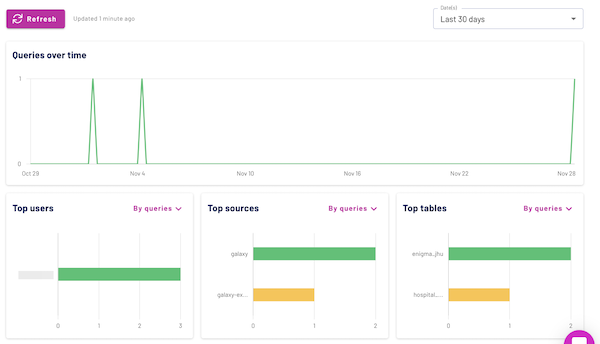 Refresh
Updated 1 minute ago
Date(s)
Last 30 days
Queries over time
1
0
Oct 29 Nov 4 Nov 10 Nov 16 Nov 22 Nov 28
Top users By queries
0 1 2 3
Top sources By queries
galaxy
galaxy-ex...
0 1 2
Top tables By queries
enigma_jhu
hospital_...
0 1 2